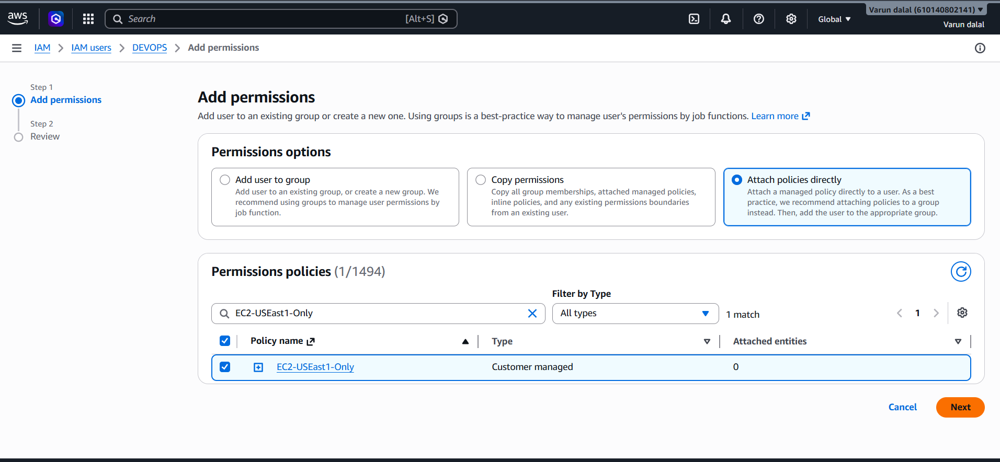 aws
Search [Alt+S]
Global
Varun dalal (610140802141)
Varun dalal
IAM
IAM users
DEVOPS
Add permissions
Step 1
Add permissions
Step 2
Review
Add permissions
Add user to an existing group or create a new one. Using groups is a best-practice way to manage user's permissions by job functions. Learn more
Permissions options
Add user to group
Add user to an existing group, or create a new group. We
recommend using groups to manage user permissions by
job function.
Copy permissions
Copy all group memberships, attached managed policies,
inline policies, and any existing permissions boundaries
from an existing user.
Attach policies directly
Attach a managed policy directly to a user. As a best
practice, we recommend attaching policies to a group
instead. Then, add the user to the appropriate group.
Permissions policies (1/1494)
Filter by Type
EC2-USEast1-Only
All types
1 match
1
Policy name
Type
Attached entities
EC2-USEast1-Only
Customer managed
0
Cancel
Next